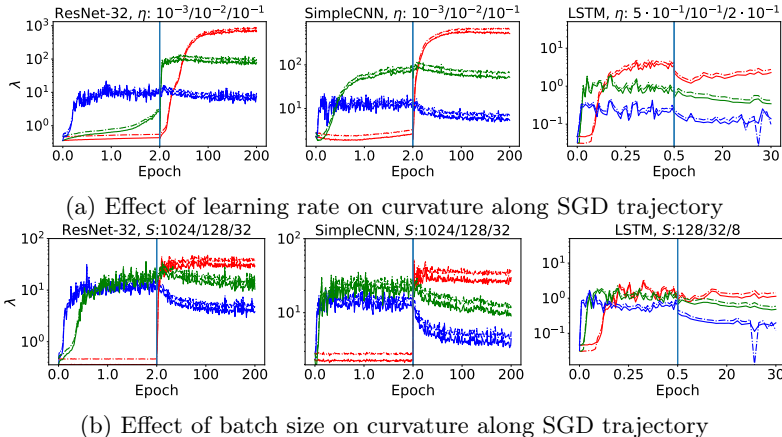 ResNet-32, η: 10⁻³/10⁻²/10⁻¹ SimpleCNN, η: 10⁻³/10⁻²/10⁻¹ LSTM, η: 5 · 10⁻¹/10⁻¹/2 · 10⁻¹
λ
10³
10²
10¹
10⁰
10²
10¹
10¹
10⁰
10⁻¹
0.0 1.0 2.0 100 200 0.0 1.0 2.0 100 200 0.0 0.25 0.5 10 30
Epoch Epoch Epoch
(a) Effect of learning rate on curvature along SGD trajectory
ResNet-32, S:1024/128/32 SimpleCNN, S:1024/128/32 LSTM, S:128/32/8
λ
10²
10¹
10⁰
10²
10¹
10¹
10⁰
10⁻¹
0.0 1.0 2.0 100 200 0.0 1.0 2.0 100 200 0.0 0.25 0.5 10 30
Epoch Epoch Epoch
(b) Effect of batch size on curvature along SGD trajectory